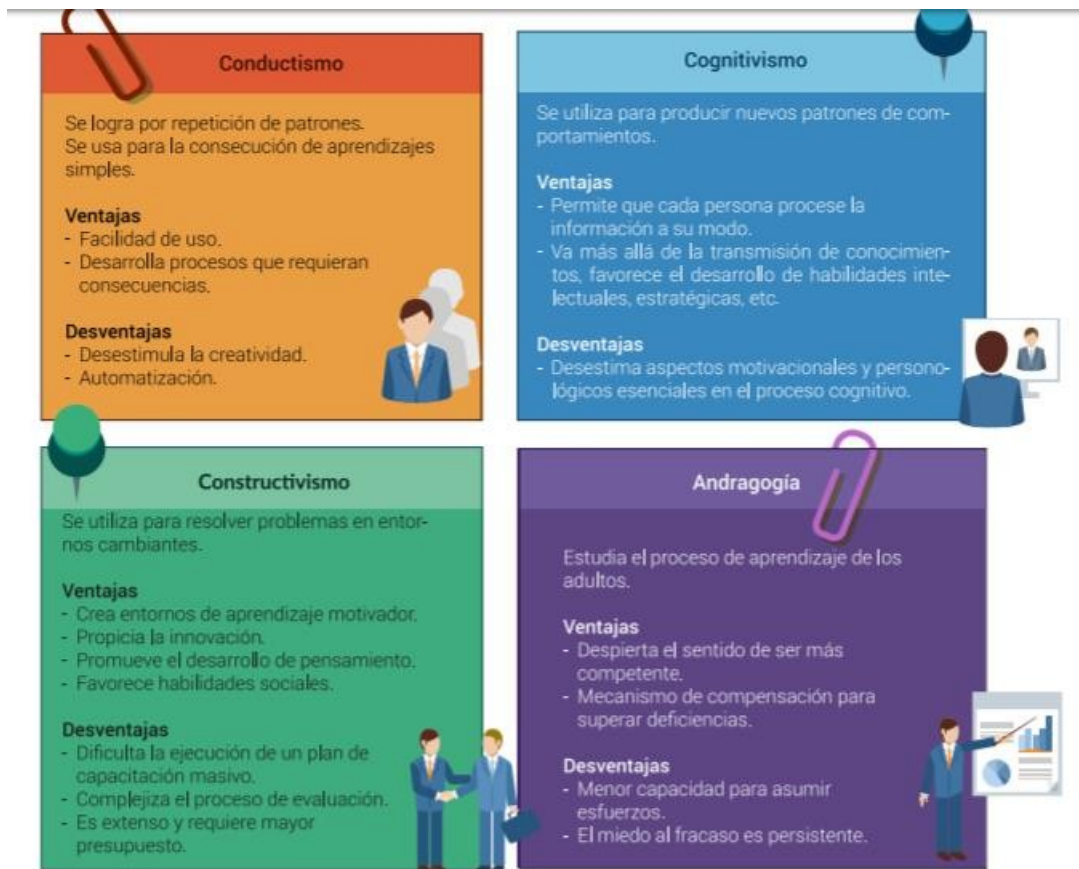 Conductismo
Se logra por repetición de patrones.
Se usa para la consecución de aprendizajes
simples.
Ventajas
- Facilidad de uso.
- Desarrolla procesos que requieran
consecuencias.
Desventajas
- Desestimula la creatividad.
- Automatización.
Cognitivismo
Se utiliza para producir nuevos patrones de com-
portamientos.
Ventajas
- Permite que cada persona procese la
información a su modo.
- Va más allá de la transmisión de conocimien-
tos, favorece el desarrollo de habilidades inte-
lectuales, estratégicas, etc.
Desventajas
- Desestima aspectos motivacionales y persono-
lógicos esenciales en el proceso cognitivo.
Constructivismo
Se utiliza para resolver problemas en entor-
nos cambiantes.
Ventajas
- Crea entornos de aprendizaje motivador.
- Propicia la innovación.
- Promueve el desarrollo de pensamiento.
- Favorece habilidades sociales.
Desventajas
- Dificulta la ejecución de un plan de
capacitación masivo.
- Complejiza el proceso de evaluación.
- Es extenso y requiere mayor
presupuesto.
Andragogía
Estudia el proceso de aprendizaje de los
adultos.
Ventajas
- Despierta el sentido de ser más
competente.
- Mecanismo de compensación para
superar deficiencias.
Desventajas
- Menor capacidad para asumir
esfuerzos.
- El miedo al fracaso es persistente.